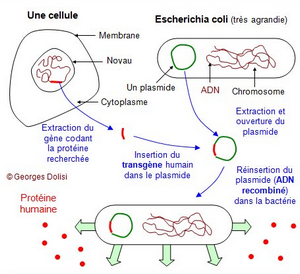 Une cellule
Escherichia coli (très agrandie)
Membrane
Novau
Cytoplasme
Un plasmide
ADN
Chromosome
Extraction du
gène codant
la protéine
recherchée
Extraction et
ouverture du
plasmide
Insertion du
transgène humain
dans le plasmide
Réinsertion du
plasmide (ADN
recombiné)
dans la bactérie
© Georges Dolisi
Protéine
humaine